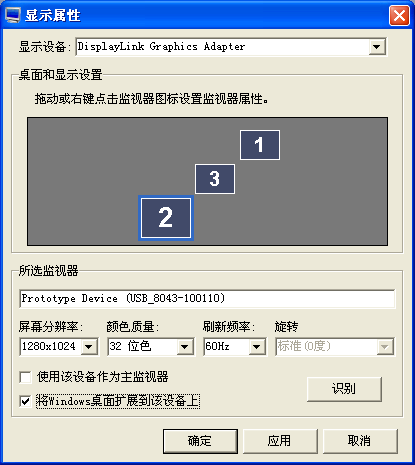 显示属性
显示设备: DisplayLink Graphics Adapter
桌面和显示设置
拖动或右键点击监视器图标设置监视器属性。
1
3
2
所选监视器
Prototype Device (USB_8043-100110)
屏幕分辨率: 颜色质量: 刷新频率: 旋转
1280x1024 32 位色 60Hz 标准(0度)
使用该设备作为主监视器
将Windows桌面扩展到该设备上
识别
确定 应用 取消